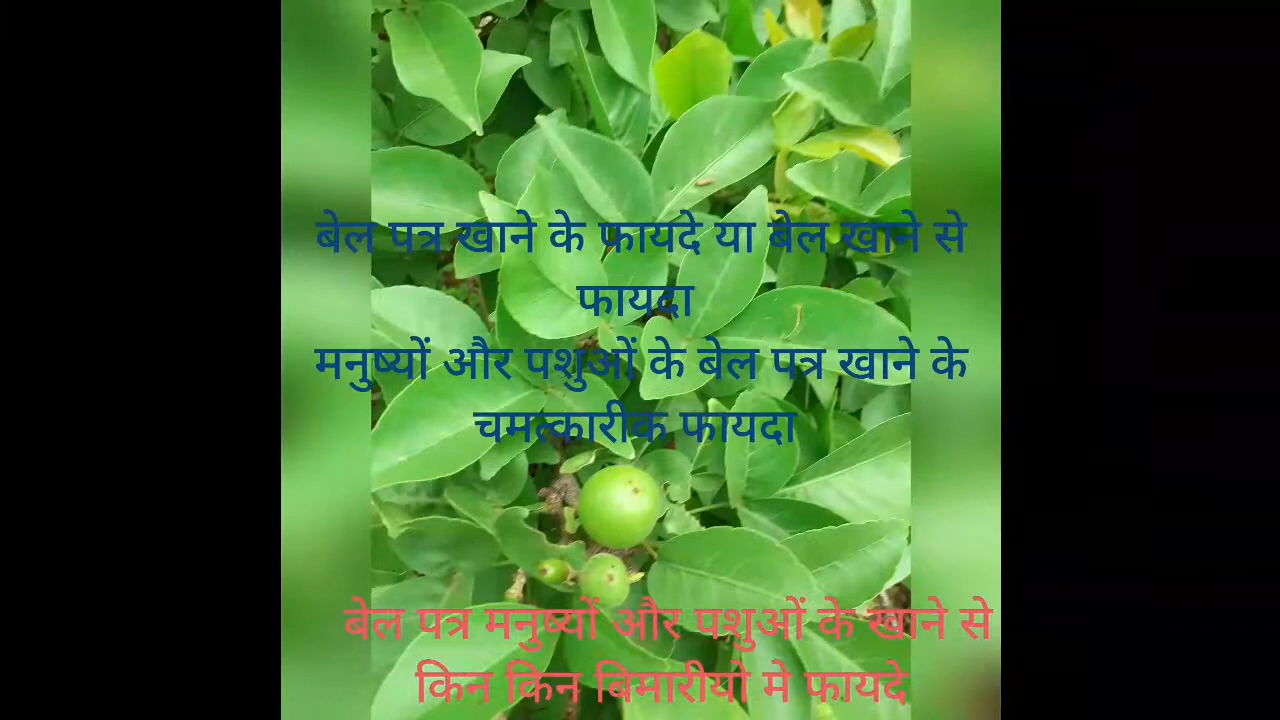 बेल पत्र खाने के फायदे या बेल खाने से
फायदा
मनुष्यों और पशुओं के बेल पत्र खाने के
चमत्कारीक फायदा
बेल पत्र मनुष्यों और पशुओं के खाने से
किन किन बिमारीयो मे फायदे